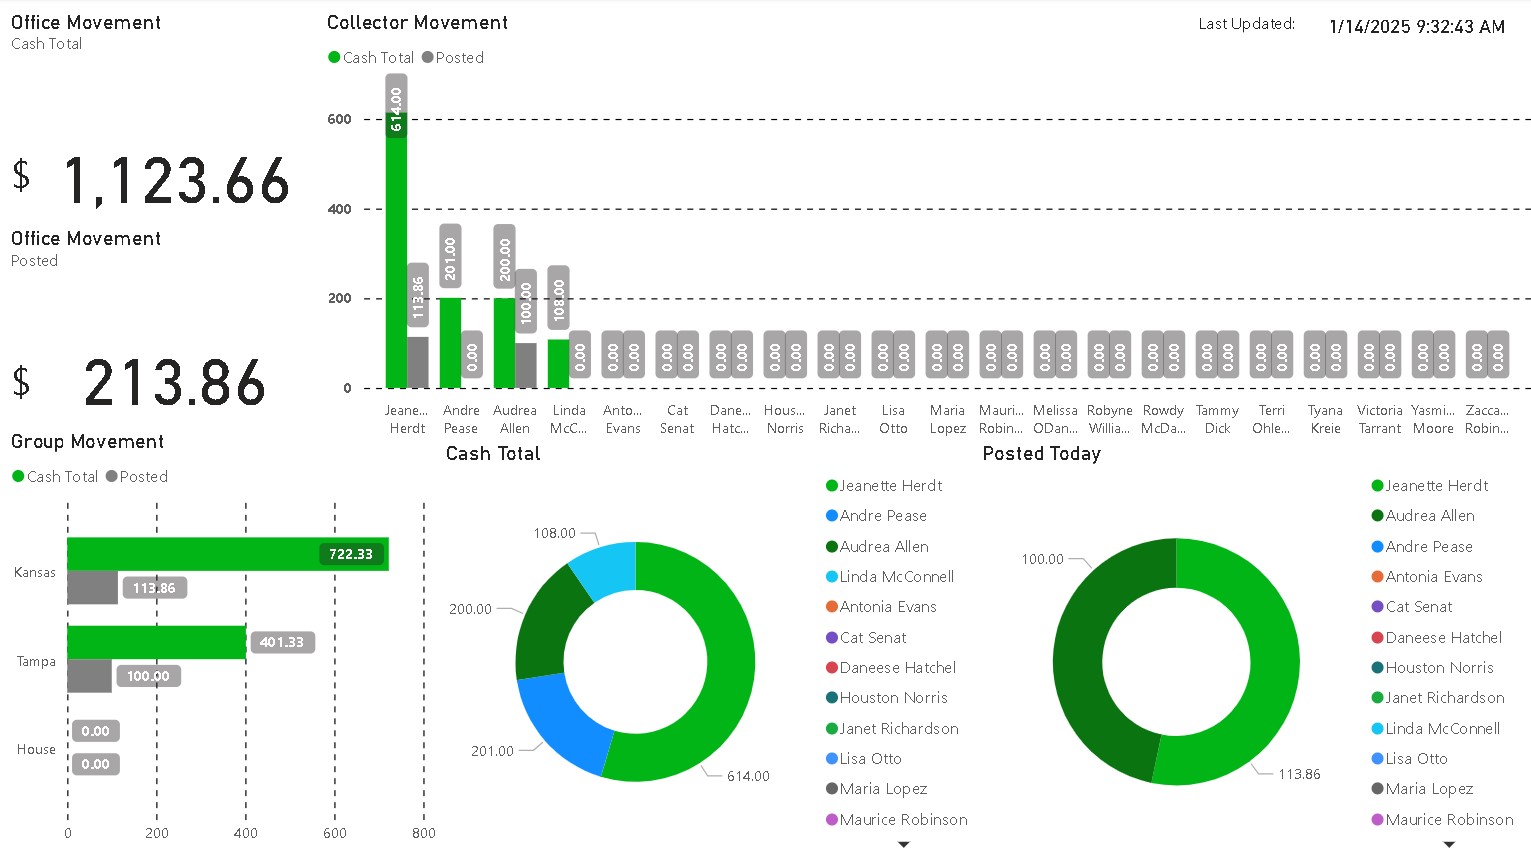 Office Movement
Cash Total
$ 1,123.66
Office Movement
Posted
$ 213.86
Collector Movement
Cash Total Posted
Last Updated: 1/14/2025 9:32:43 AM
600
400
200
0
614.00 113.86 201.00 0.00 200.00 100.00 108.00 0.00 0.00 0.00 0.00 0.00 0.00 0.00 0.00 0.00 0.00 0.00 0.00 0.00 0.00 0.00 0.00 0.00 0.00 0.00 0.00 0.00 0.00 0.00 0.00 0.00 0.00 0.00 0.00 0.00 0.00 0.00 0.00 0.00 0.00 0.00
Jeane... Andre Audrea Linda Anto... Cat Dane... Hous... Janet Lisa Maria Mauri... Melissa Robyne Rowdy Tammy Terri Tyana Victoria Yasmi... Zacca...
Herdt Pease Allen McC... Evans Senat Hatc... Norris Richa... Otto Lopez Robin... ODan... Willia... McDa... Dick Ohle... Kreie Tarrant Moore Robin...
Group Movement
Cash Total Posted
Kansas
722.33
113.86
Tampa
401.33
100.00
House
0.00
0.00
0 200 400 600 800
Cash Total
108.00
200.00
201.00
614.00
Jeanette Herdt
Andre Pease
Audrea Allen
Linda McConnell
Antonia Evans
Cat Senat
Daneese Hatchel
Houston Norris
Janet Richardson
Lisa Otto
Maria Lopez
Maurice Robinson
Posted Today
100.00
113.86
Jeanette Herdt
Audrea Allen
Andre Pease
Antonia Evans
Cat Senat
Daneese Hatchel
Houston Norris
Janet Richardson
Linda McConnell
Lisa Otto
Maria Lopez
Maurice Robinson